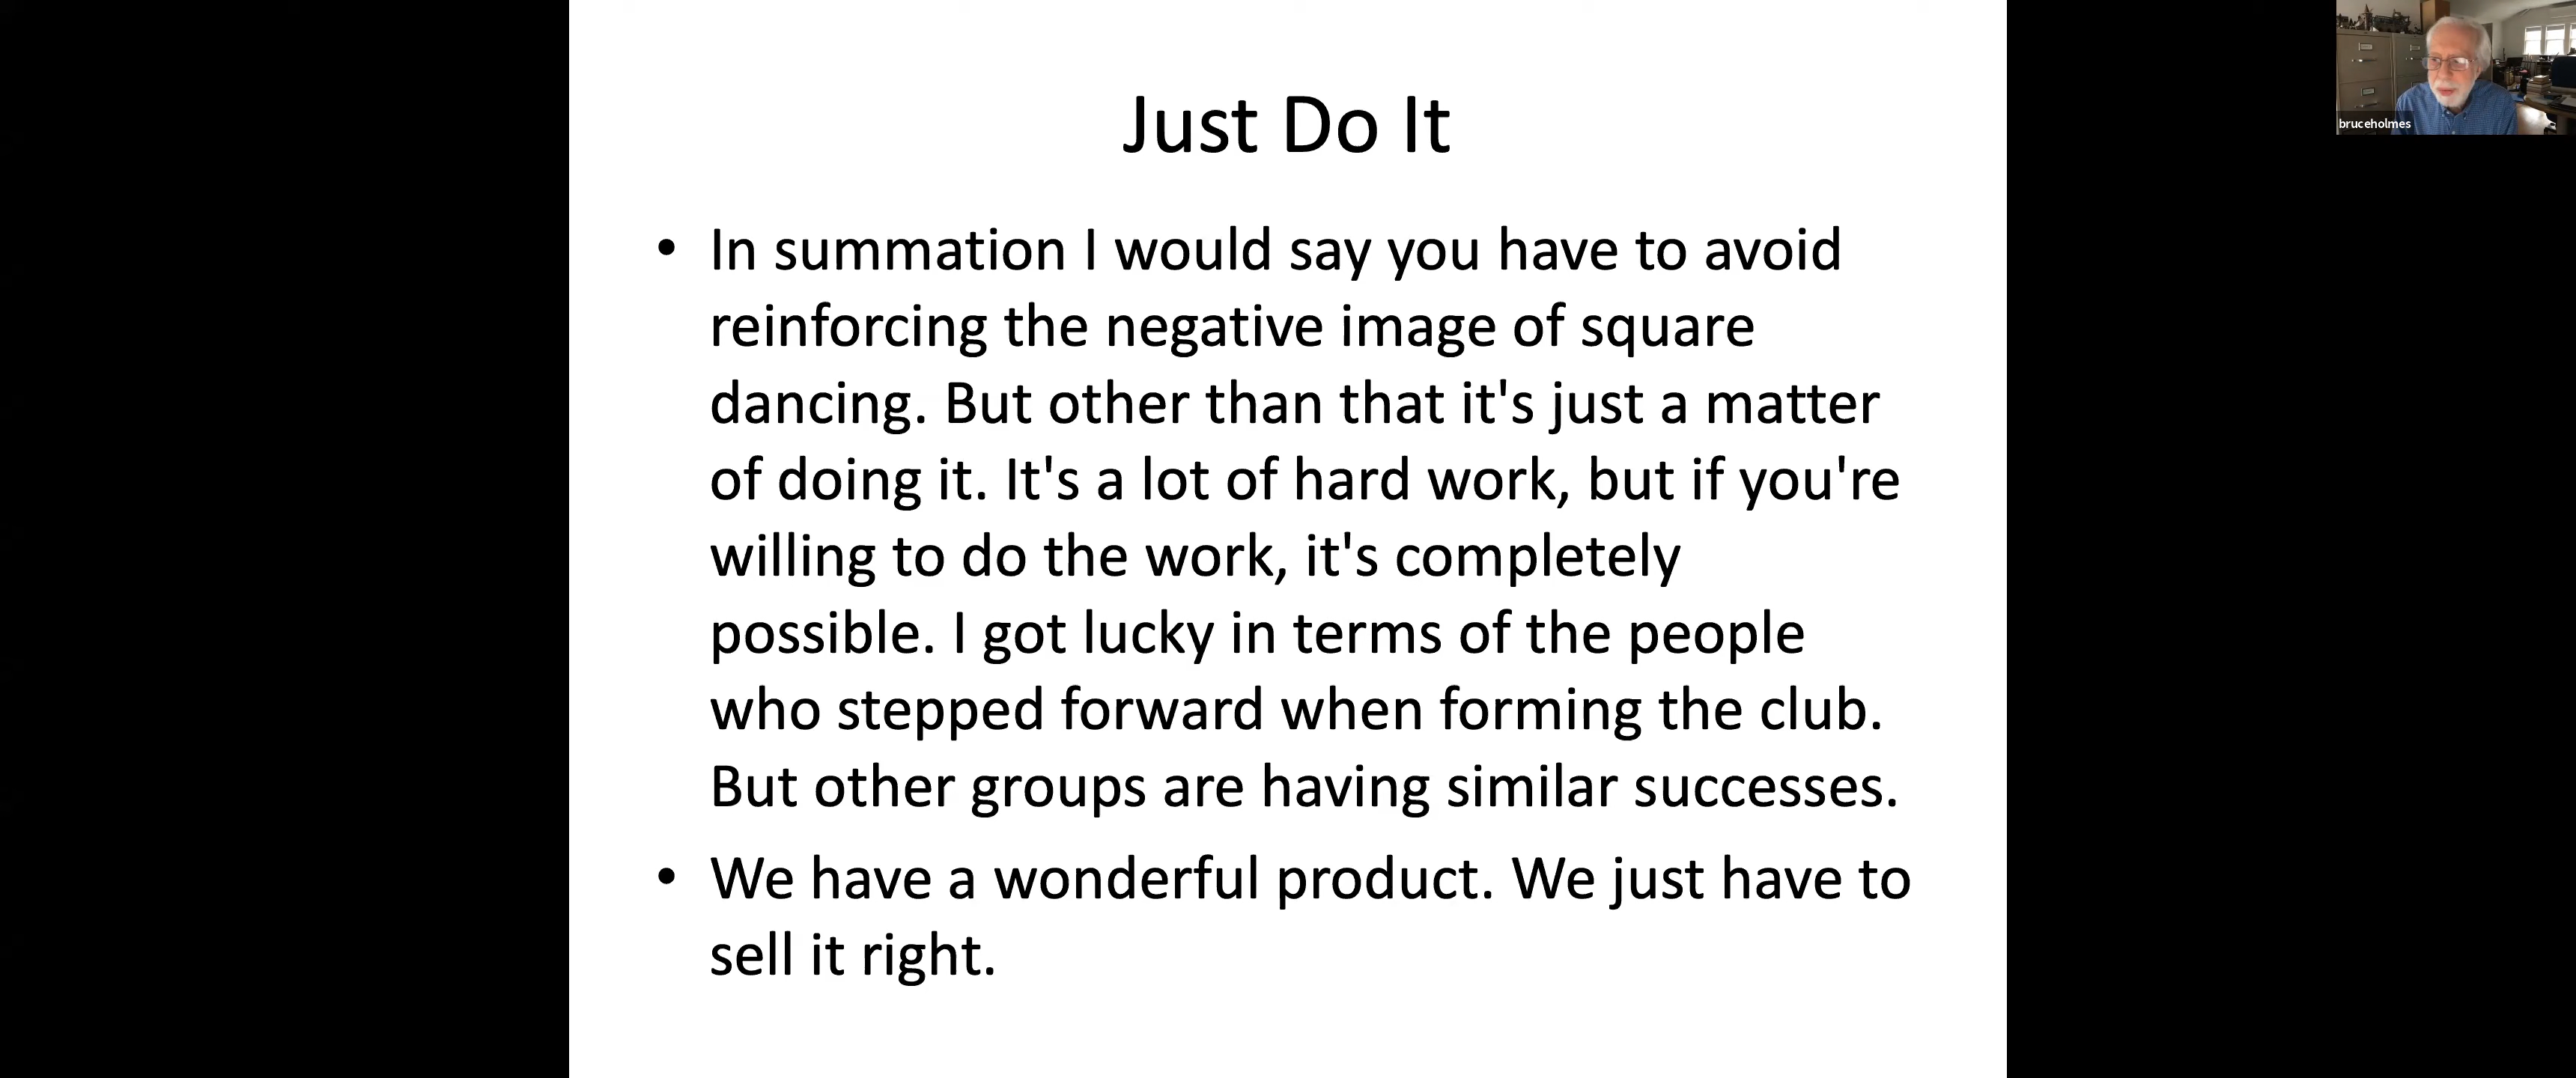 Just Do It
• In summation I would say you have to avoid
reinforcing the negative image of square
dancing. But other than that it's just a matter
of doing it. It's a lot of hard work, but if you're
willing to do the work, it's completely
possible. I got lucky in terms of the people
who stepped forward when forming the club.
But other groups are having similar successes.
• We have a wonderful product. We just have to
sell it right.
bruceholmes